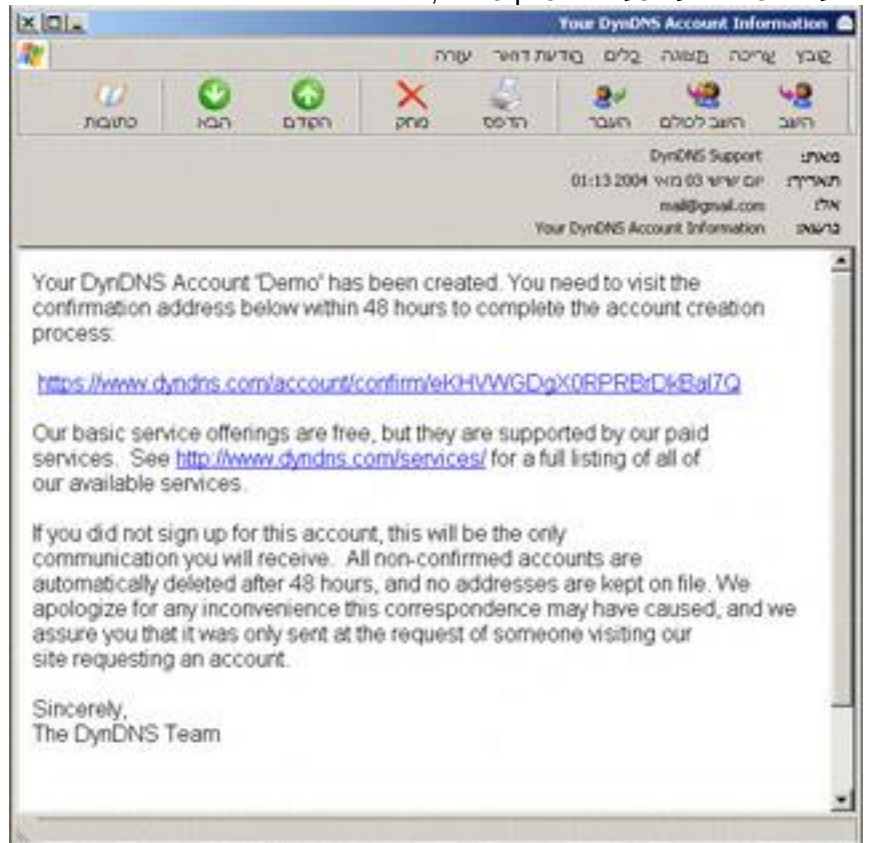 Your DynDNS Account Information
קובץ עריכה תצוגה כלים הודעת דואר עזרה
השב השב לכולם העבר הדפס מחק הקודם הבא כתובות
מאת: DynDNS Support
תאריך: יום שישי 03 מאי 2004 01:13
אל: mail@gmail.com
בנושא: Your DynDNS Account Information
Your DynDNS Account 'Demo' has been created. You need to visit the
confirmation address below within 48 hours to complete the account creation
process:
https://www.dyndns.com/account/confirm/eKHVWGDgX0RPRBrDkBal7Q
Our basic service offerings are free, but they are supported by our paid
services. See http://www.dyndns.com/services/ for a full listing of all of
our available services.
If you did not sign up for this account, this will be the only
communication you will receive. All non-confirmed accounts are
automatically deleted after 48 hours, and no addresses are kept on file. We
apologize for any inconvenience this correspondence may have caused, and we
assure you that it was only sent at the request of someone visiting our
site requesting an account.
Sincerely,
The DynDNS Team